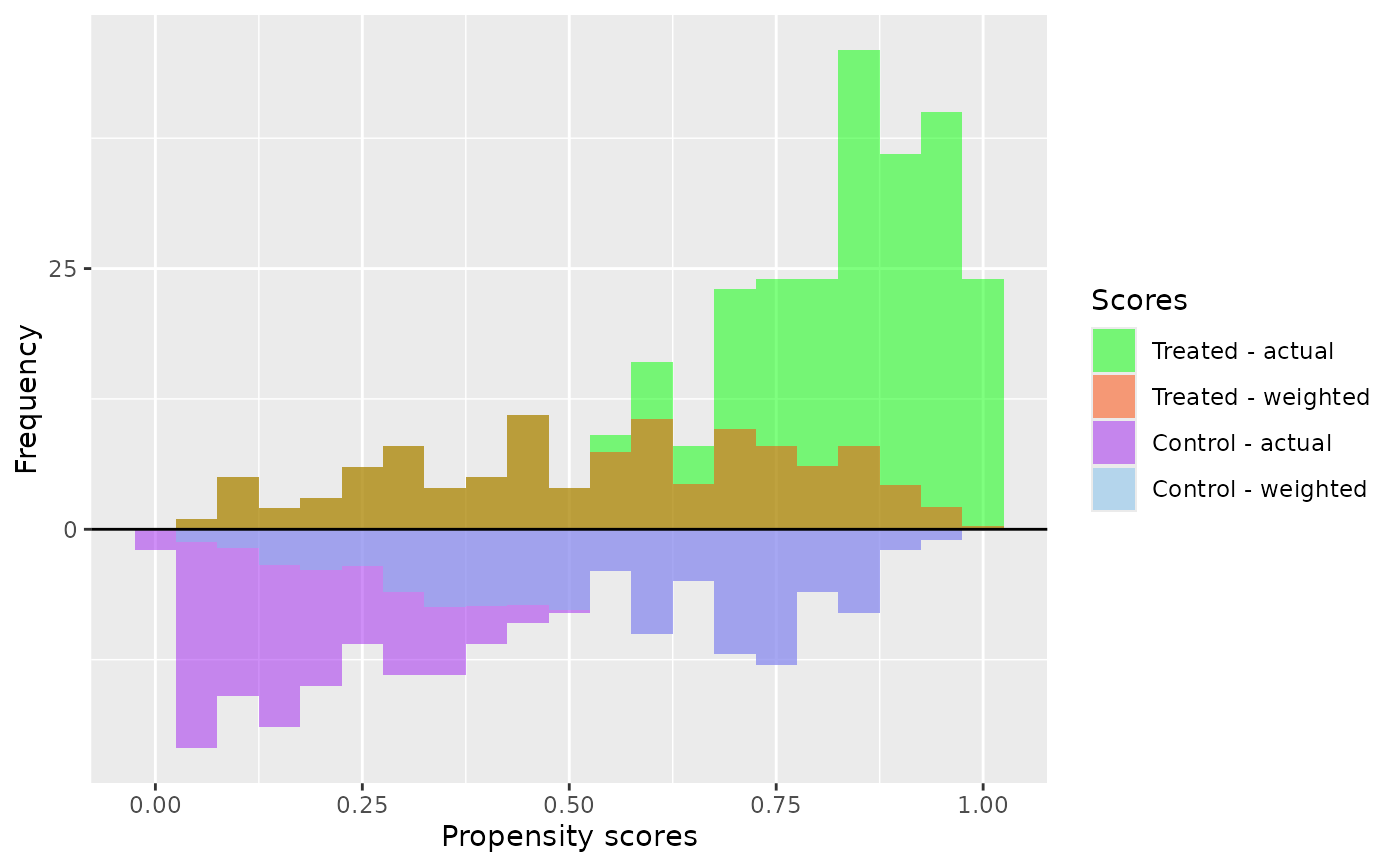 Frequency
25
0
0.00 0.25 0.50 0.75 1.00
Propensity scores
Scores
Treated - actual
Treated - weighted
Control - actual
Control - weighted